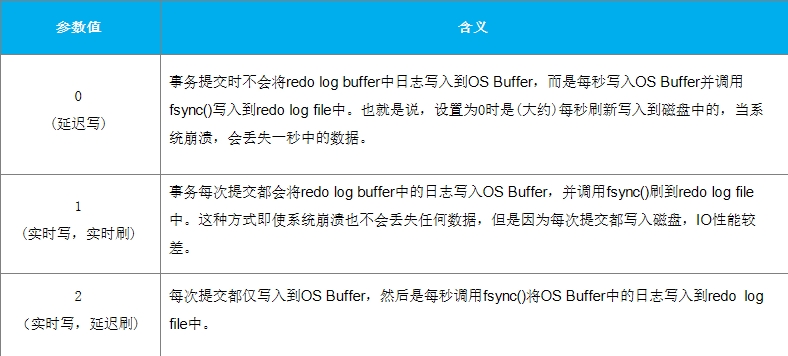 参数值
含义
0
(延迟写)
事务提交时不会将redo log buffer中日志写入到OS Buffer，而是每秒写入OS Buffer并调用
fsync()写入到redo log file中。也就是说，设置为0时是(大约)每秒刷新写入到磁盘中的，当系
统崩溃，会丢失一秒中的数据。
1
(实时写，实时刷)
事务每次提交都会将redo log buffer中的日志写入OS Buffer，并调用fsync()刷到redo log file
中。这种方式即使系统崩溃也不会丢失任何数据，但是因为每次提交都写入磁盘，IO性能较
差。
2
（实时写，延迟刷)
每次提交都仅写入到OS Buffer，然后是每秒调用fsync()将OS Buffer中的日志写入到redo log
file中。